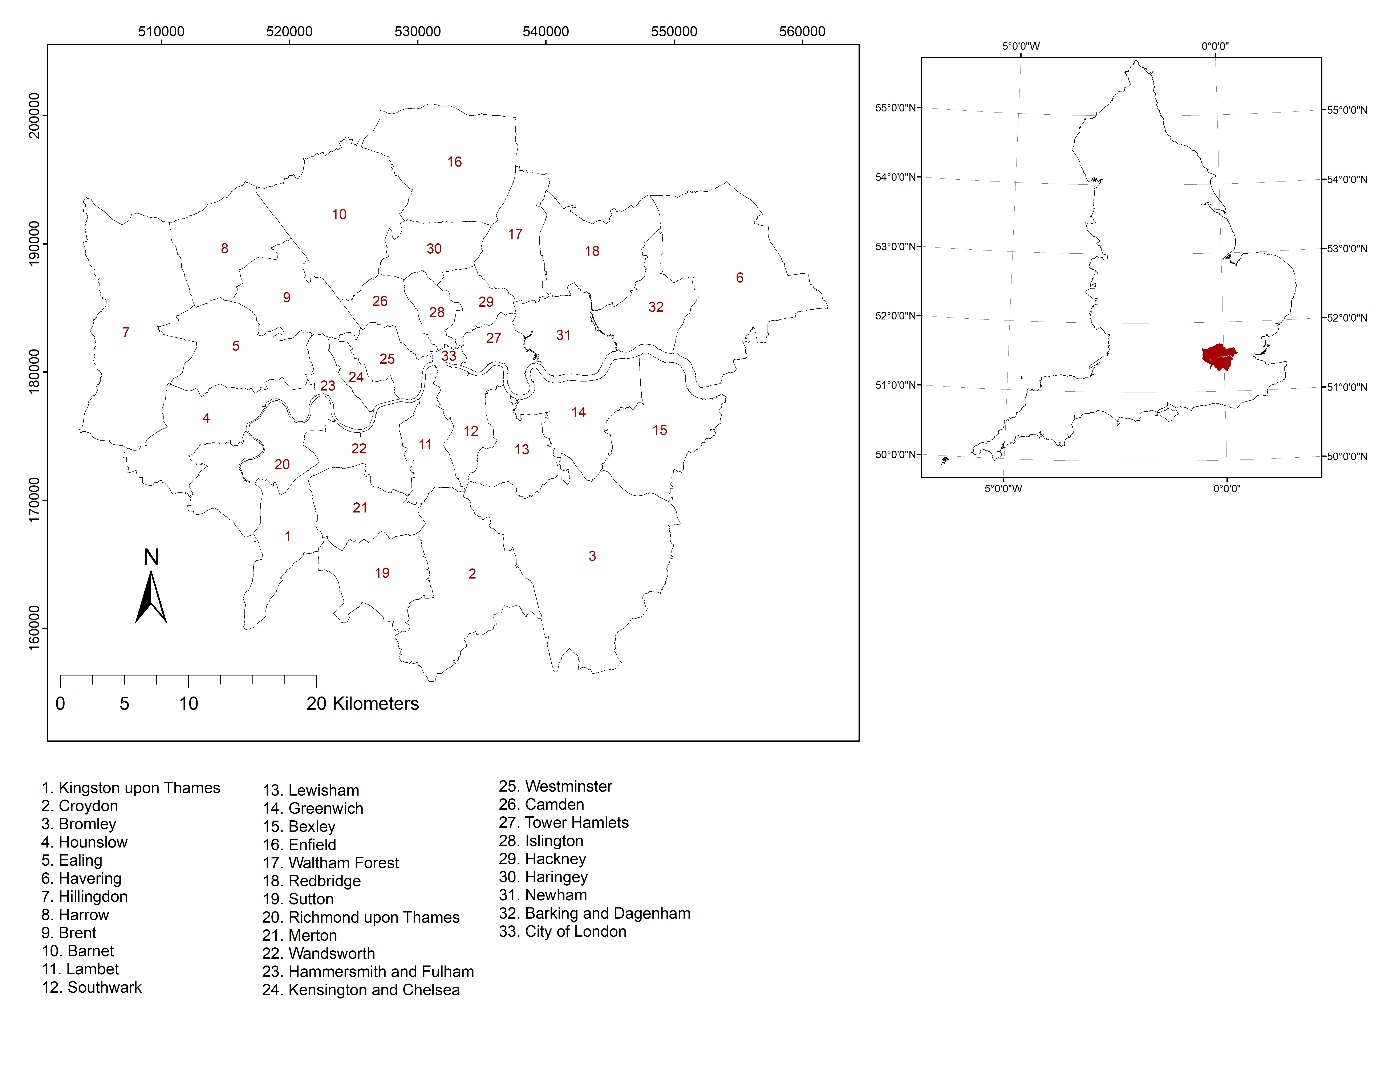 510000 520000 530000 540000 550000 560000
200000
190000
180000
170000
160000
16
10
17
8
30
18
6
9
26
29
28
32
7
27
31
5
33
25
24
23
4
14
12
15
11
22
13
20
21
1
3
19
2
N
0 5 10 20 Kilometers
5°0'0"W 0°0'0"
55°0'0"N 55°0'0"N
54°0'0"N 54°0'0"N
53°0'0"N 53°0'0"N
52°0'0"N 52°0'0"N
51°0'0"N 51°0'0"N
50°0'0"N 50°0'0"N
5°0'0"W 0°0'0"
1. Kingston upon Thames
2. Croydon
3. Bromley
4. Hounslow
5. Ealing
6. Havering
7. Hillingdon
8. Harrow
9. Brent
10. Barnet
11. Lambet
12. Southwark
13. Lewisham
14. Greenwich
15. Bexley
16. Enfield
17. Waltham Forest
18. Redbridge
19. Sutton
20. Richmond upon Thames
21. Merton
22. Wandsworth
23. Hammersmith and Fulham
24. Kensington and Chelsea
25. Westminster
26. Camden
27. Tower Hamlets
28. Islington
29. Hackney
30. Haringey
31. Newham
32. Barking and Dagenham
33. City of London